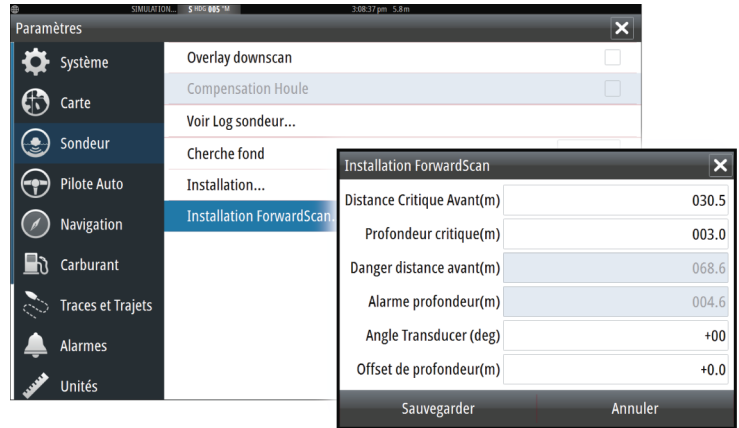 SIMULATION... S HDG 005 °M 3:08:37 pm 5.8 m
Paramètres
Système
Carte
Sondeur
Pilote Auto
Navigation
Carburant
Traces et Trajets
Alarmes
Unités
Overlay downscan
Compensation Houle
Voir Log sondeur...
Cherche fond
Installation...
Installation ForwardScan.
Installation ForwardScan
Distance Critique Avant(m) 030.5
Profondeur critique(m) 003.0
Danger distance avant(m) 068.6
Alarme profondeur(m) 004.6
Angle Transducer (deg) +00
Offset de profondeur(m) +0.0
Sauvegarder Annuler